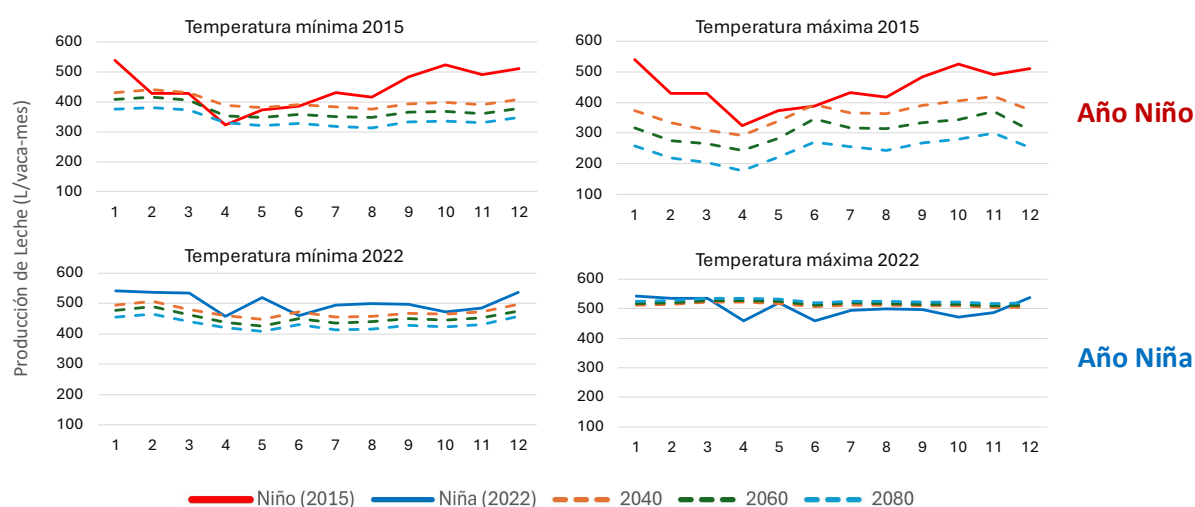 Temperatura mínima 2015
Temperatura máxima 2015
Producción de Leche (L/vaca-mes)
600
500
400
300
200
100
1 2 3 4 5 6 7 8 9 10 11 12
600
500
400
300
200
100
1 2 3 4 5 6 7 8 9 10 11 12
Año Niño
Temperatura mínima 2022
Temperatura máxima 2022
600
500
400
300
200
100
1 2 3 4 5 6 7 8 9 10 11 12
600
500
400
300
200
100
1 2 3 4 5 6 7 8 9 10 11 12
Año Niña
Niño (2015) Niña (2022) 2040 2060 2080